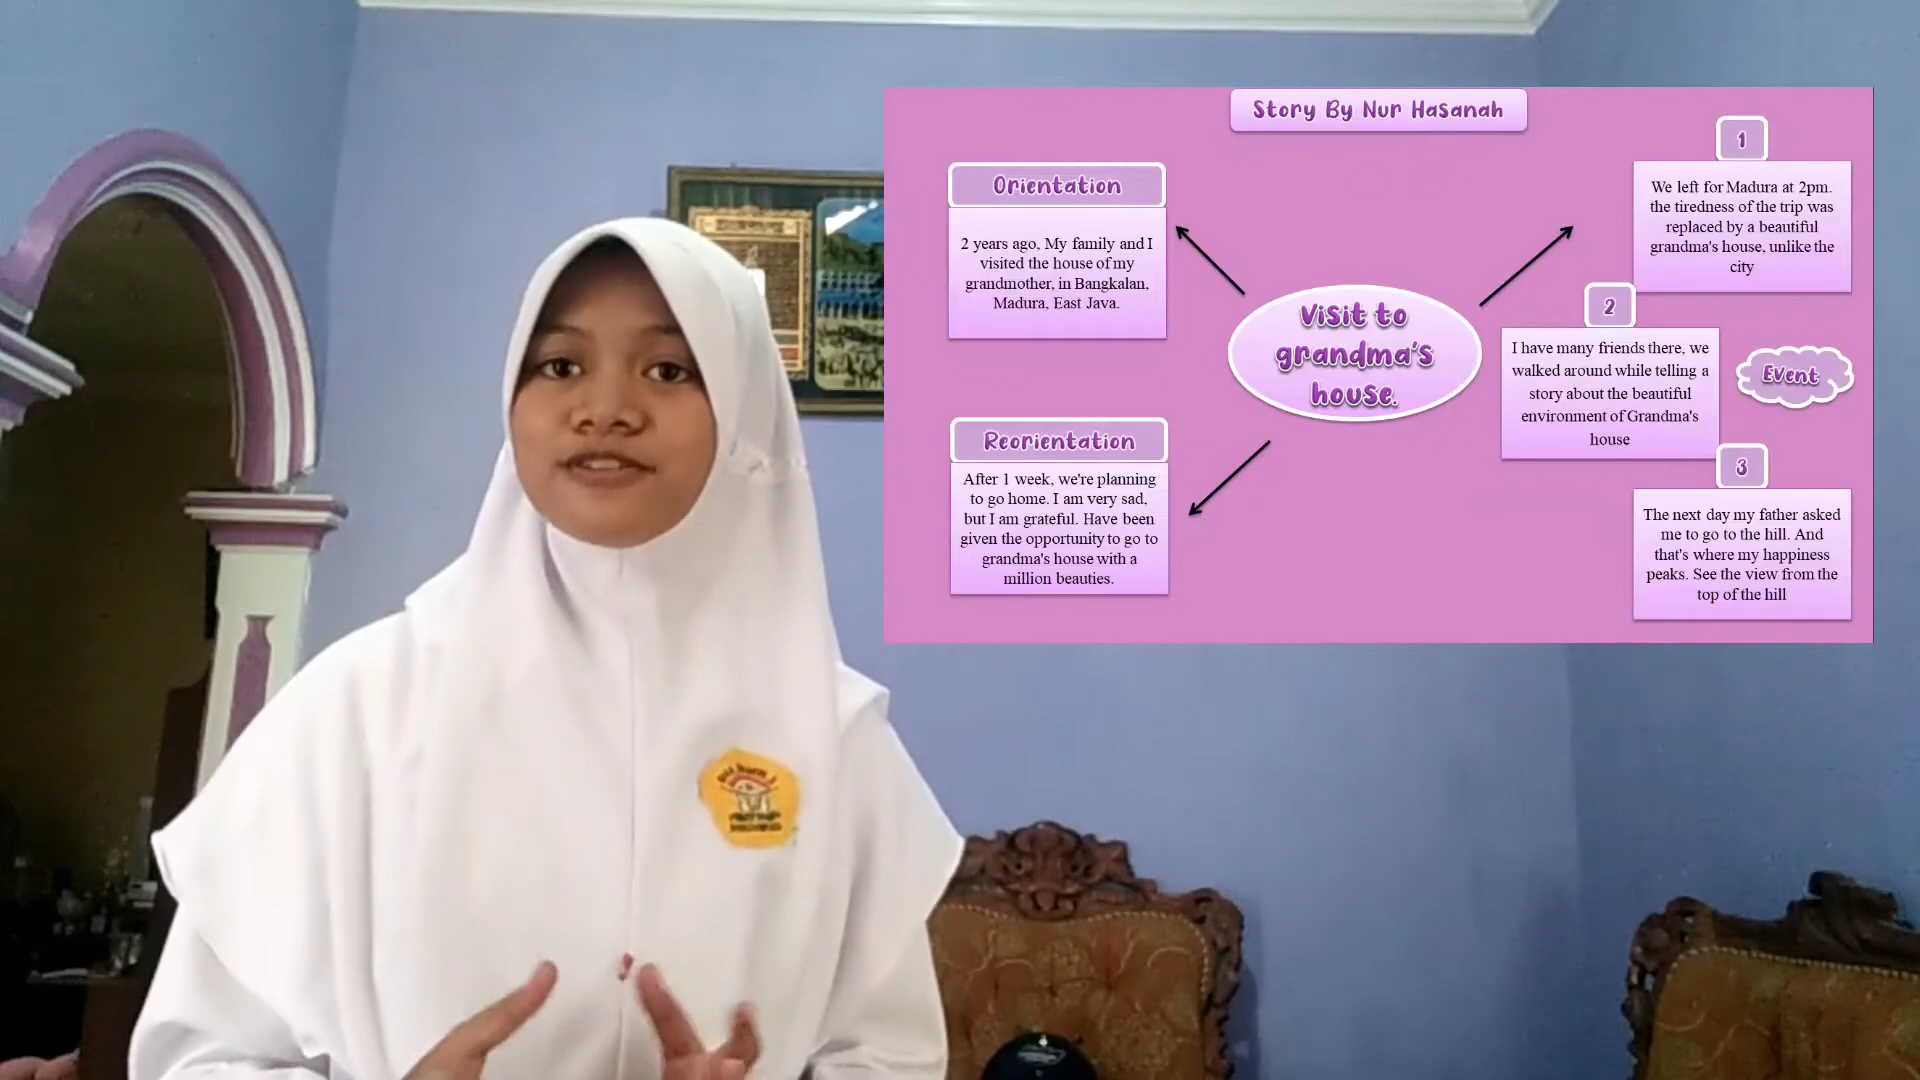 Story By Nur Hasanah
Orientation
2 years ago, My family and I
visited the house of my
grandmother, in Bangkalan,
Madura, East Java.
Reorientation
After 1 week, we're planning
to go home. I am very sad,
but I am grateful. Have been
given the opportunity to go to
grandma's house with a
million beauties.
Visit to
grandma's
house.
1
We left for Madura at 2pm.
the tiredness of the trip was
replaced by a beautiful
grandma's house, unlike the
city
2
I have many friends there, we
walked around while telling a
story about the beautiful
environment of Grandma's
house
Event
3
The next day my father asked
me to go to the hill. And
that's where my happiness
peaks. See the view from the
top of the hill